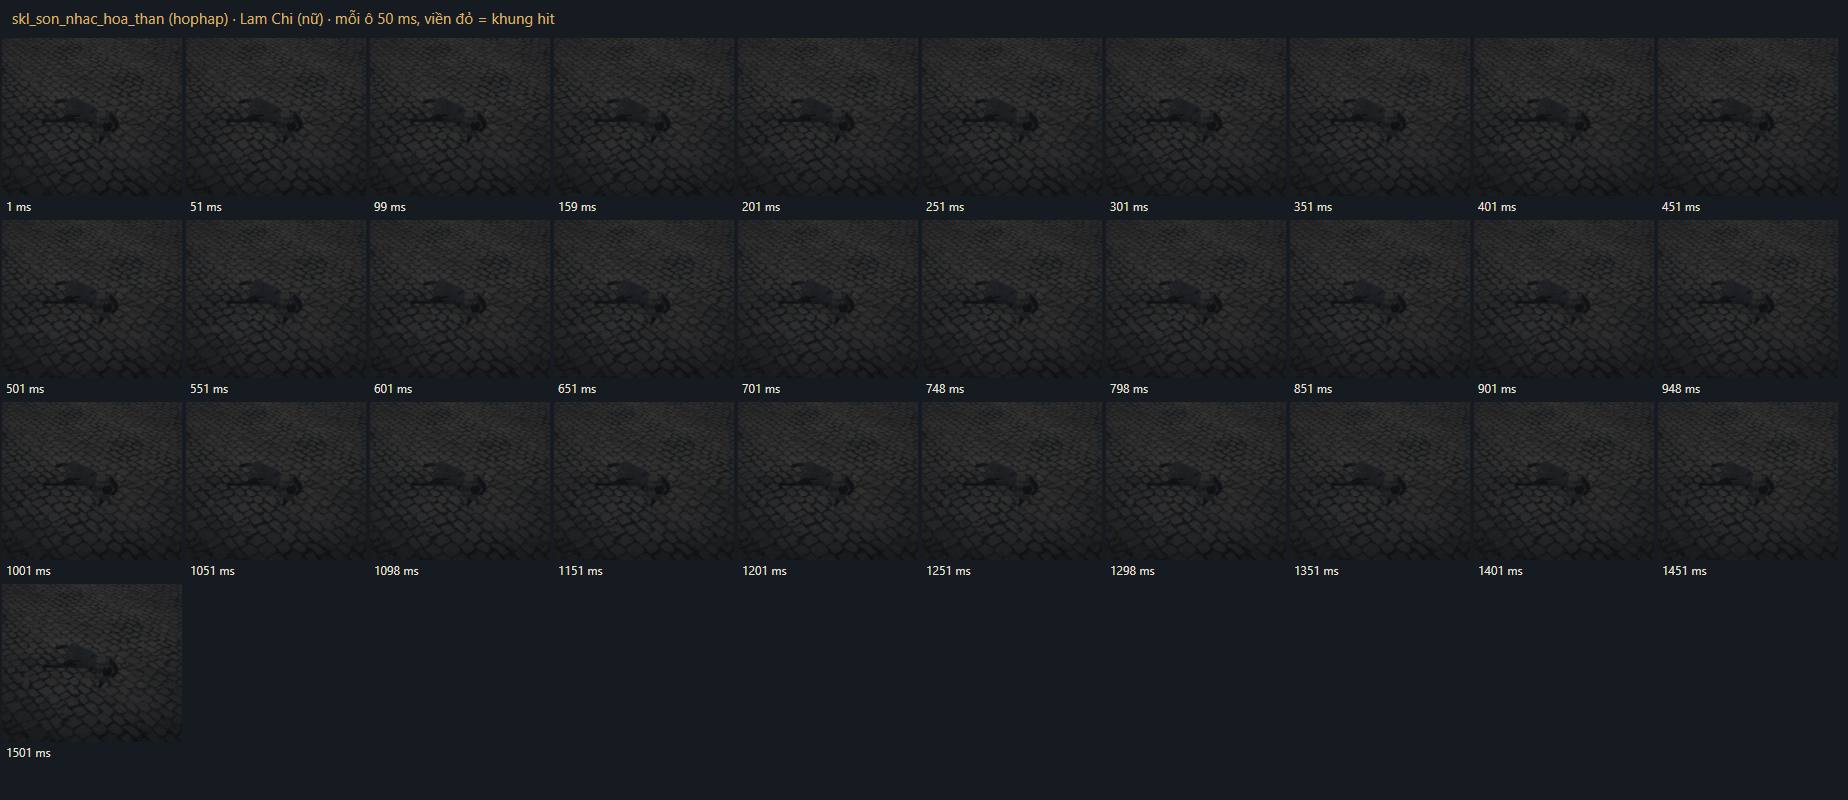 skl_son_nhac_hoa_than (hophap) · Lam Chi (nữ) · mỗi ô 50 ms, viền đỏ = khung hit
1 ms 51 ms 99 ms 159 ms 201 ms 251 ms 301 ms 351 ms 401 ms 451 ms
501 ms 551 ms 601 ms 651 ms 701 ms 748 ms 798 ms 851 ms 901 ms 948 ms
1001 ms 1051 ms 1098 ms 1151 ms 1201 ms 1251 ms 1298 ms 1351 ms 1401 ms 1451 ms
1501 ms